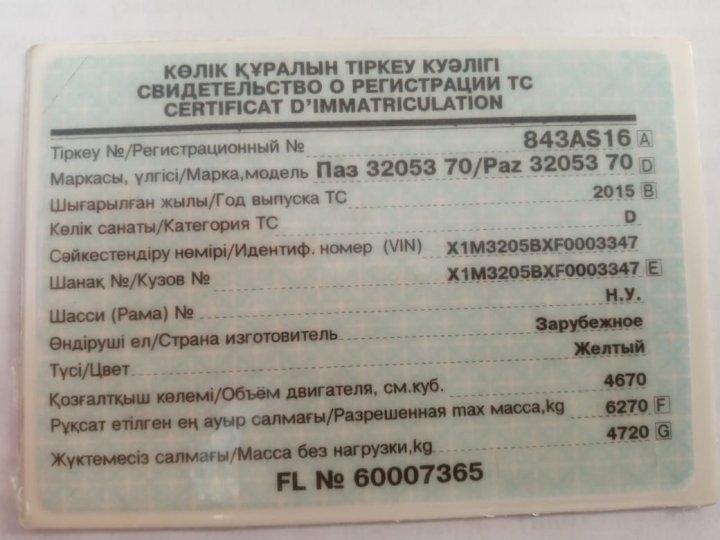 КӨЛІК ҚҰРАЛЫН ТІРКЕУ КУӘЛІГІ
СВИДЕТЕЛЬСТВО О РЕГИСТРАЦИИ ТС
CERTIFICAT D'IMMATRICULATION
Тіркеу №/Регистрационный № 843AS16 A
Маркасы, үлгісі/Марка,модель Паз 32053 70/Paz 32053 70 D
Шығарылған жылы/Год выпуска ТС 2015 B
Көлік санаты/Категория ТС D
Сәйкестендіру нөмірі/Идентиф. номер (VIN) X1M3205BXF0003347
Шанақ №/Кузов № X1M3205BXF0003347 E
Шасси (Рама) № Н.У.
Өндіруші ел/Страна изготовитель Зарубежное
Түсі/Цвет Желтый
Қозғалтқыш көлемі/Объём двигателя, см.куб. 4670
Рұқсат етілген ең ауыр салмағы/Разрешенная max масса,kg 6270 F
Жүктемесіз салмағы/Масса без нагрузки,kg 4720 G
FL № 60007365